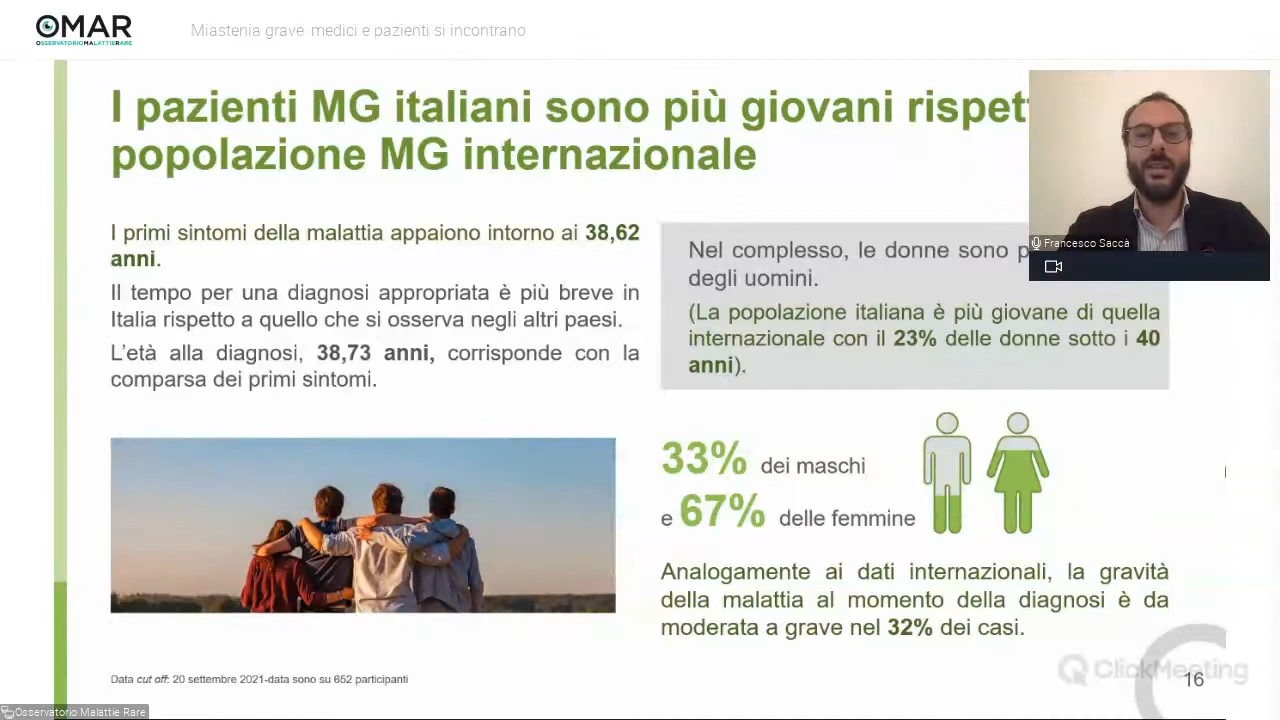 OMAR
OSSERVATORIOMALATTIERARE
Miastenia grave medici e pazienti si incontrano
I pazienti MG italiani sono più giovani rispet
popolazione MG internazionale
Francesco Saccà
I primi sintomi della malattia appaiono intorno ai 38,62
anni.
Il tempo per una diagnosi appropriata è più breve in
Italia rispetto a quello che si osserva negli altri paesi.
L'età alla diagnosi, 38,73 anni, corrisponde con la
comparsa dei primi sintomi.
Nel complesso, le donne sono p
degli uomini.
(La popolazione italiana è più giovane di quella
internazionale con il 23% delle donne sotto i 40
anni).
33% dei maschi
e 67% delle femmine
Analogamente ai dati internazionali, la gravità
della malattia al momento della diagnosi è da
moderata a grave nel 32% dei casi.
Data cut off: 20 settembre 2021-data sono su 652 participanti
ClickMeeting
16
Osservatorio Malattie Rare